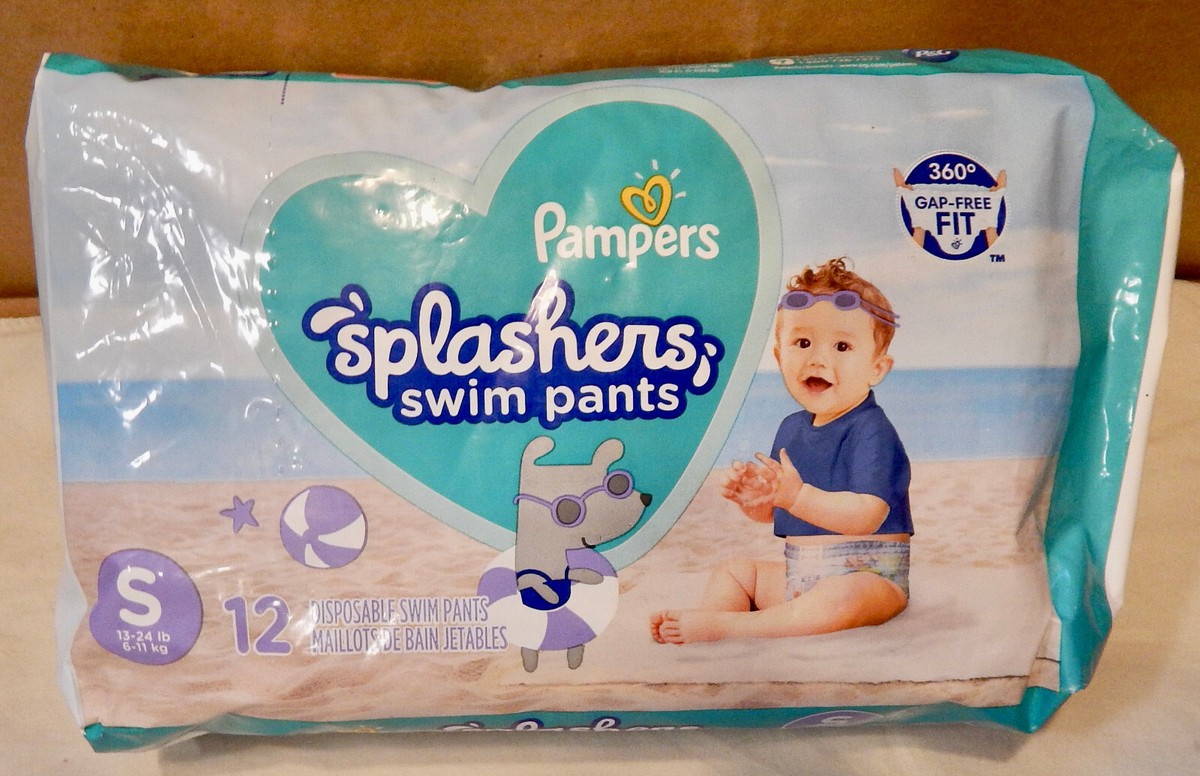 360°
GAP-FREE
FIT
TM
Pampers
splashers
swim pants
S
13-24 lb
6-11 kg
12
DISPOSABLE SWIM PANTS
MAILLOTS DE BAIN JETABLES
splashers
S